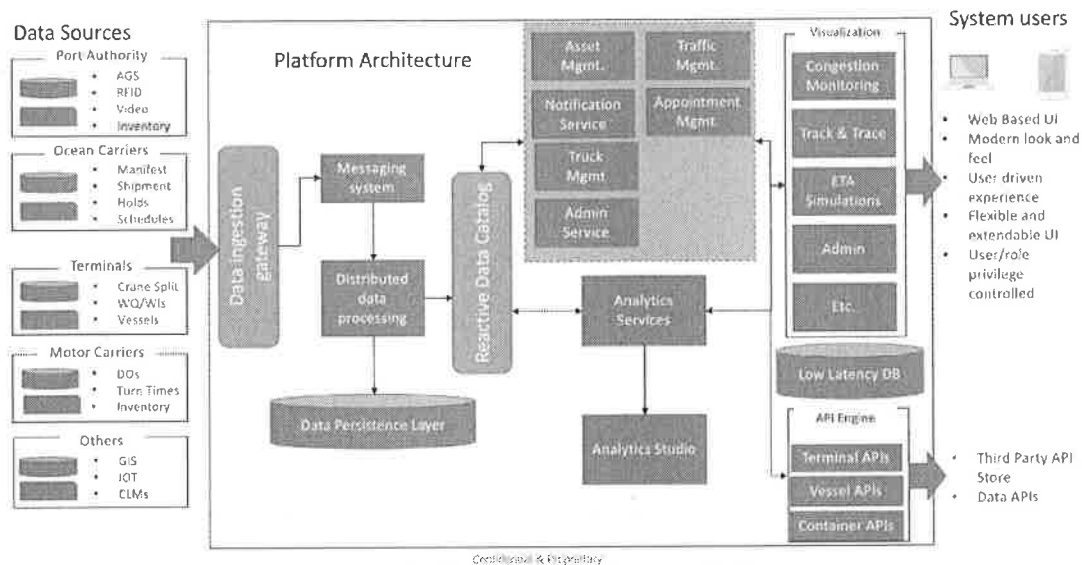 Data Sources
Port Authority
• AGS
• RFID
• Video
• Inventory
Ocean Carriers
• Manifest
• Shipment
• Holds
• Schedules
Terminals
• Crane Split
• WQ/WIs
• Vessels
Motor Carriers
• DOs
• Turn Times
• Inventory
Others
• GIS
• IOT
• CLMs
Platform Architecture
Data ingestion
gateway
Messaging
system
Distributed
data
processing
Data Persistence Layer
Reactive Data Catalog
Asset
Mgmt.
Traffic
Mgmt.
Notification
Service
Appointment
Mgmt.
Truck
Mgmt
Admin
Service
Analytics
Services
Analytics Studio
Visualization
Congestion
Monitoring
Track & Trace
ETA
Simulations
Admin
Etc.
Low Latency DB
API Engine
Terminal APIs
Vessel APIs
Container APIs
System users
• Web Based UI
• Modern look and
feel
• User driven
experience
• Flexible and
extendable UI
• User/role
privilege
controlled
• Third Party API
Store
• Data APIs
Confidential & Proprietary